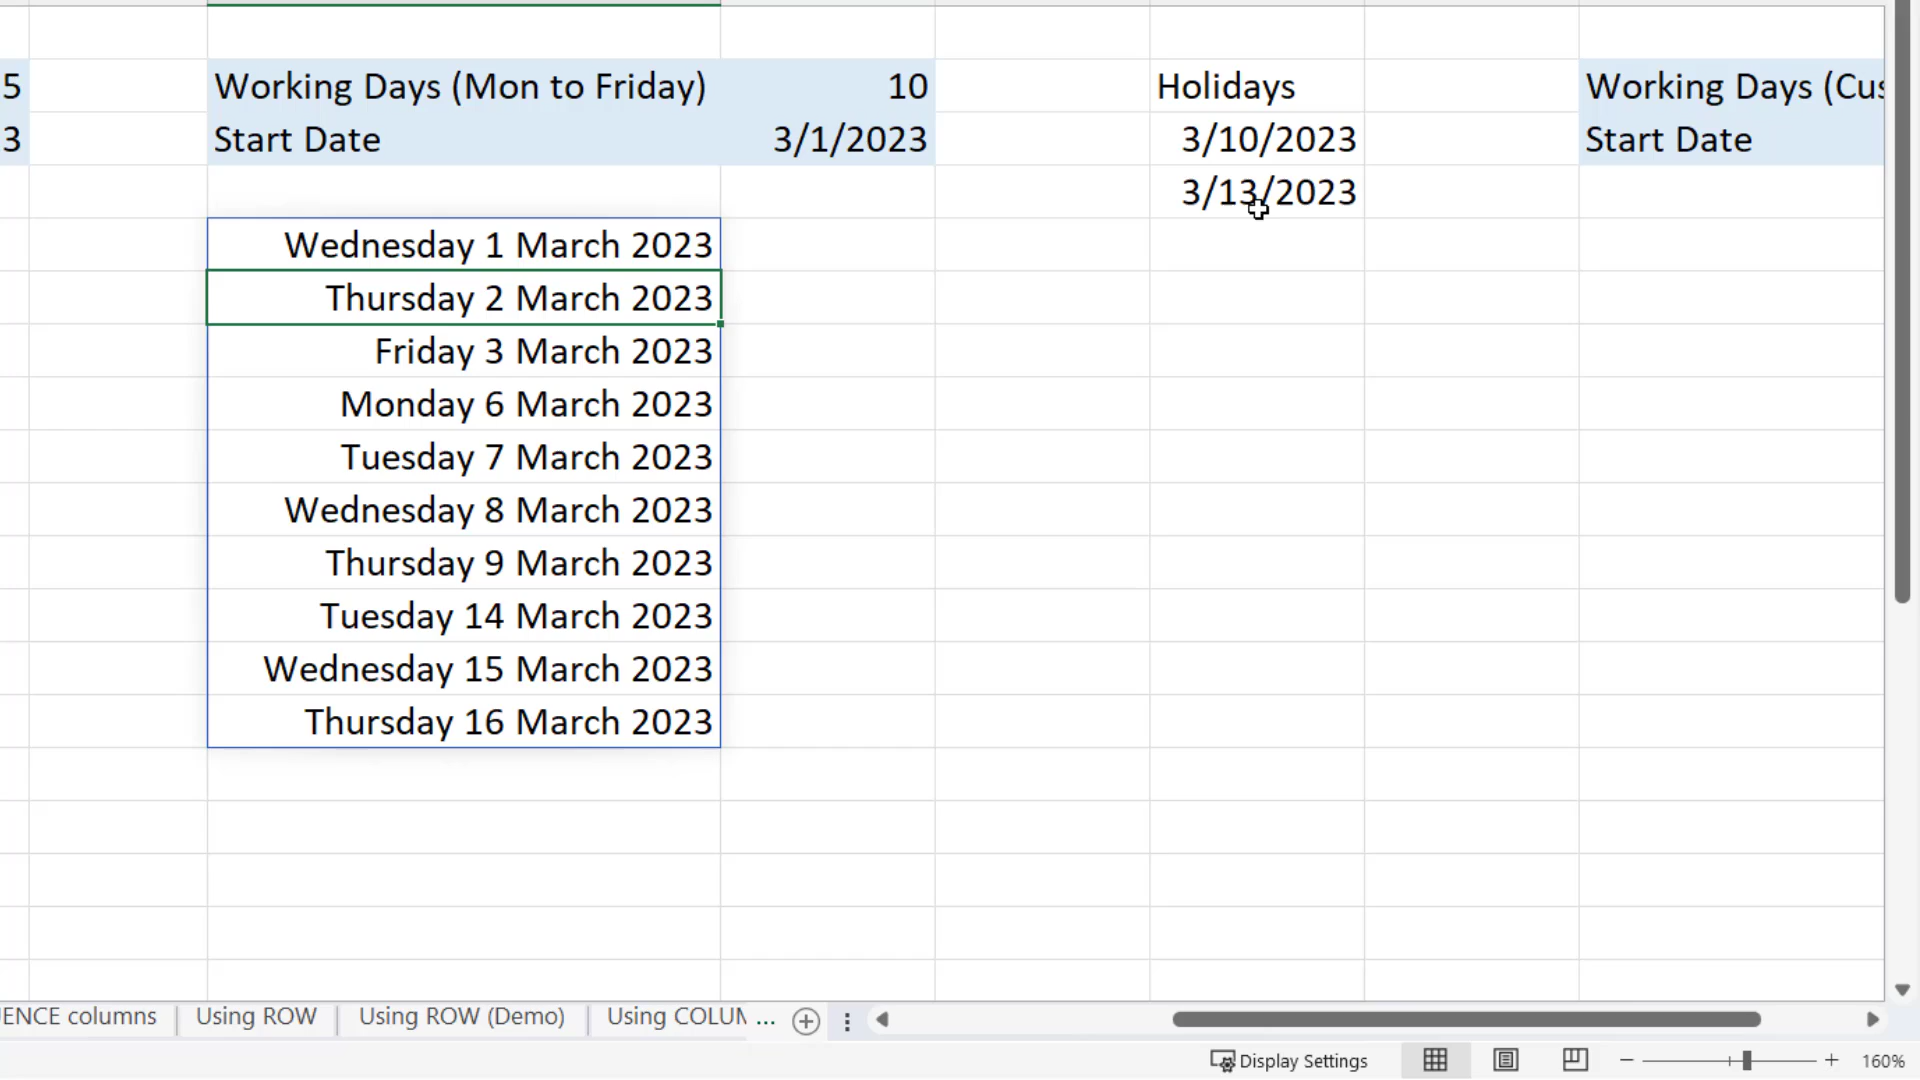 5
Working Days (Mon to Friday) 10
Holidays
Working Days (Cus
3
Start Date 3/1/2023
3/10/2023
Start Date
3/13/2023
Wednesday 1 March 2023
Thursday 2 March 2023
Friday 3 March 2023
Monday 6 March 2023
Tuesday 7 March 2023
Wednesday 8 March 2023
Thursday 9 March 2023
Tuesday 14 March 2023
Wednesday 15 March 2023
Thursday 16 March 2023
ENCE columns
Using ROW
Using ROW (Demo)
Using COLUM ...
Display Settings
160%